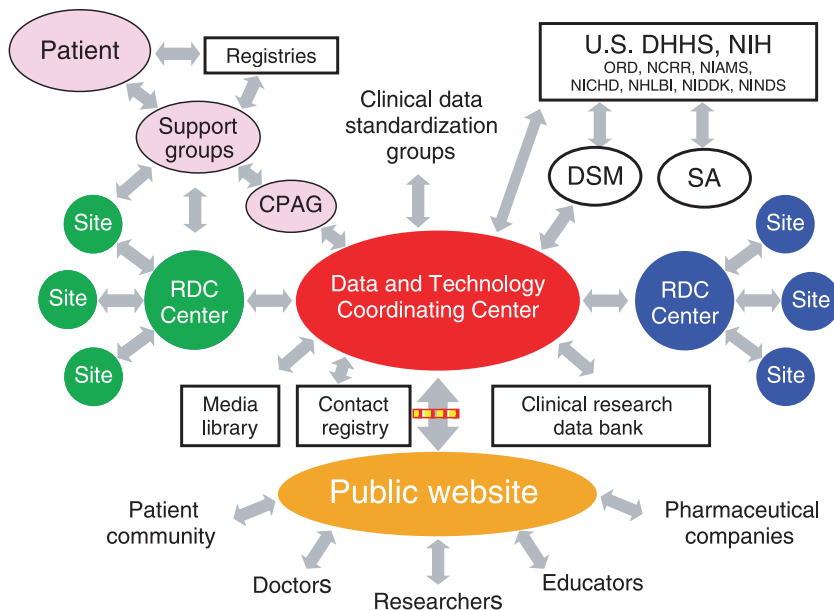 Patient
Registries
U.S. DHHS, NIH
ORD, NCRR, NIAMS,
NICHD, NHLBI, NIDDK, NINDS
Clinical data
standardization
groups
Support
groups
DSM
SA
CPAG
Site
Site
Site
RDC
Center
Site
Data and Technology
Coordinating Center
RDC
Center
Site
Site
Site
Media
library
Contact
registry
Clinical research
data bank
Public website
Patient
community
Pharmaceutical
companies
Doctors
Researchers
Educators